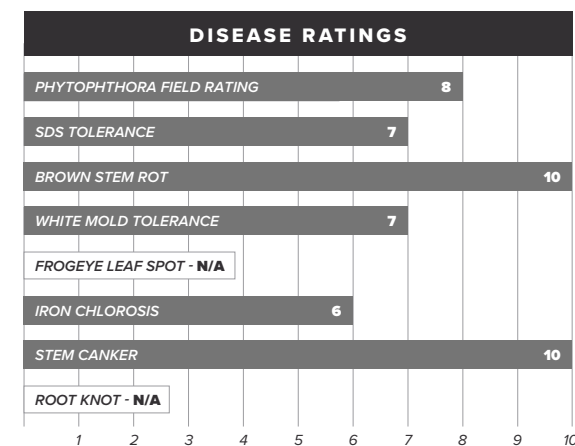 DISEASE RATINGS
PHYTOPHTHORA FIELD RATING 8
SDS TOLERANCE 7
BROWN STEM ROT 10
WHITE MOLD TOLERANCE 7
FROGEYE LEAF SPOT - N/A
IRON CHLOROSIS 6
STEM CANKER 10
ROOT KNOT - N/A
1 2 3 4 5 6 7 8 9 10